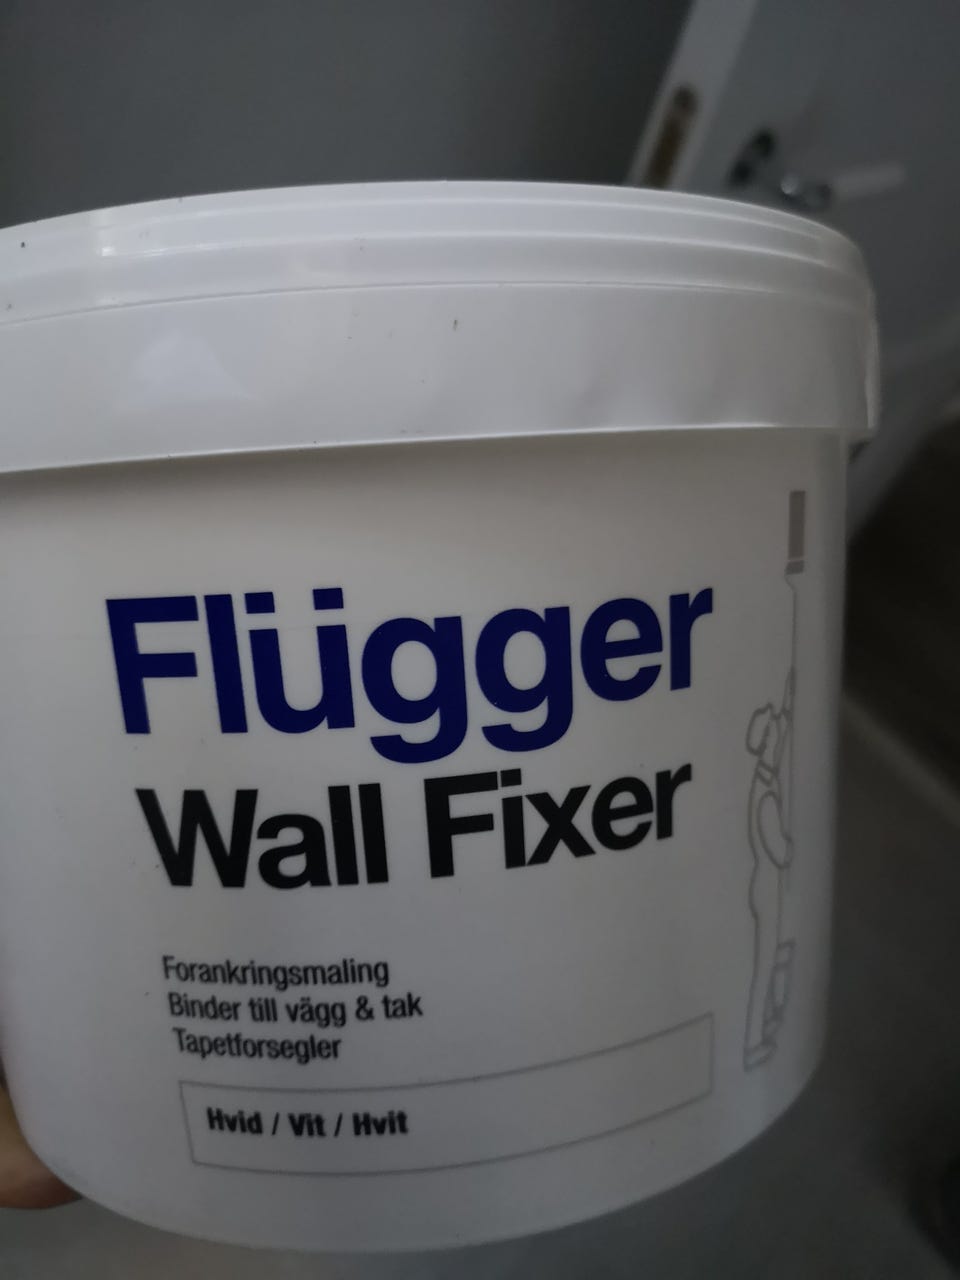 Flügger
Wall Fixer
Forankringsmaling
Binder till vägg & tak
Tapetforsegler
Hvid / Vit / Hvit